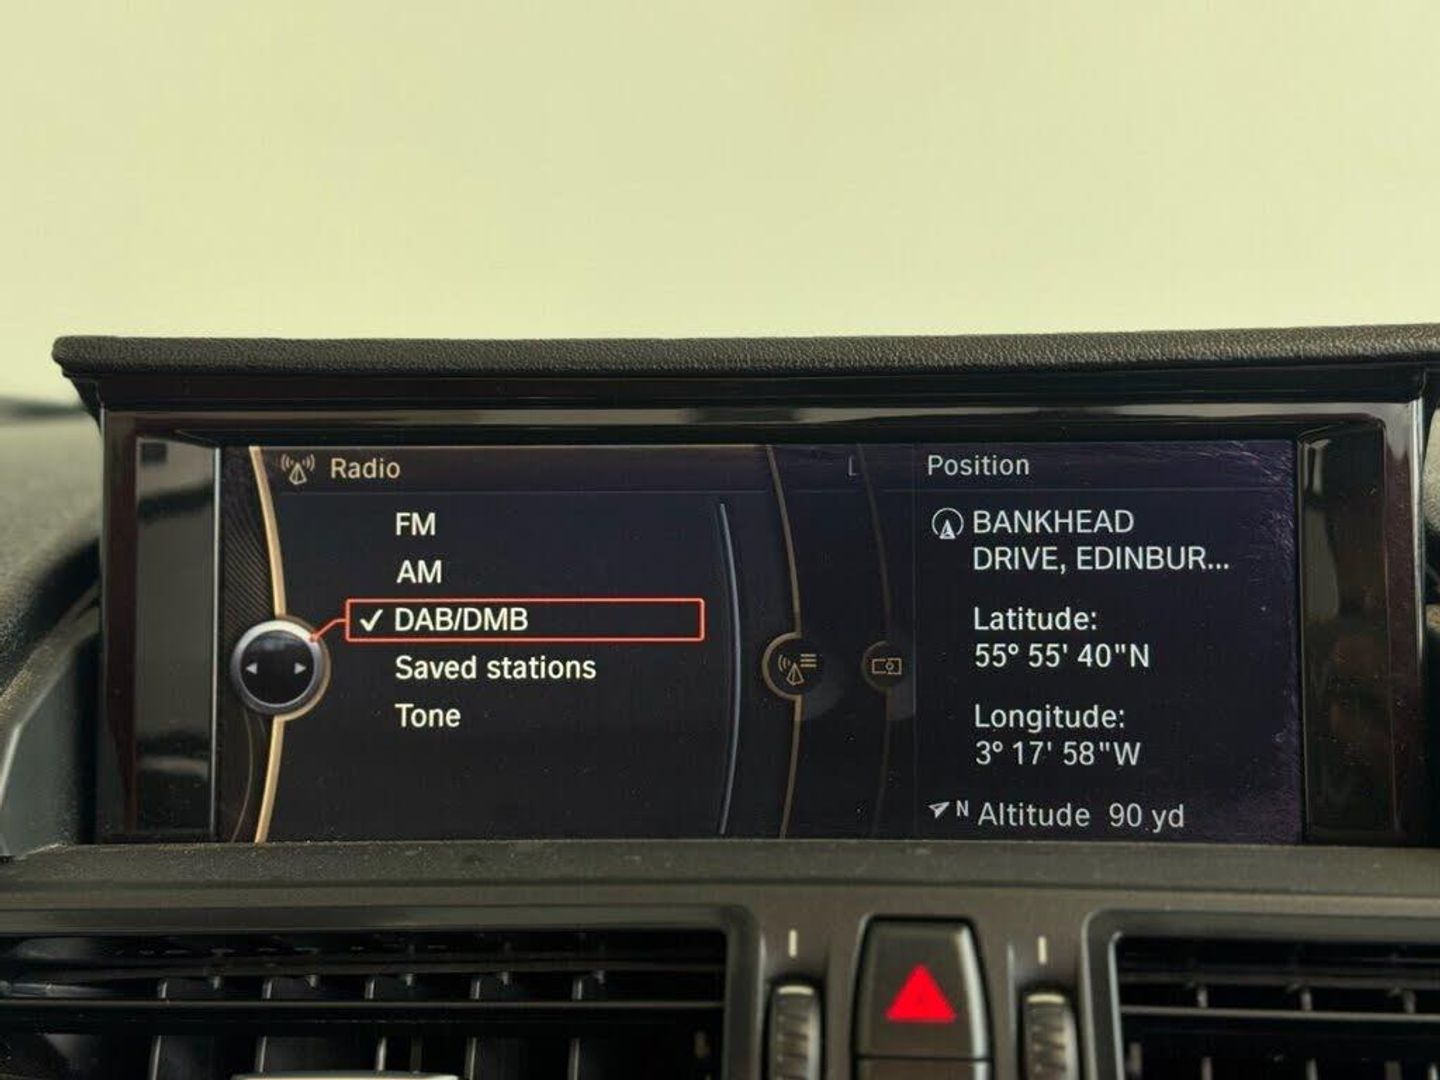 Radio
FM
AM
✓ DAB/DMB
Saved stations
Tone
L
Position
BANKHEAD
DRIVE, EDINBUR...
Latitude:
55° 55' 40"N
Longitude:
3° 17' 58"W
N Altitude 90 yd